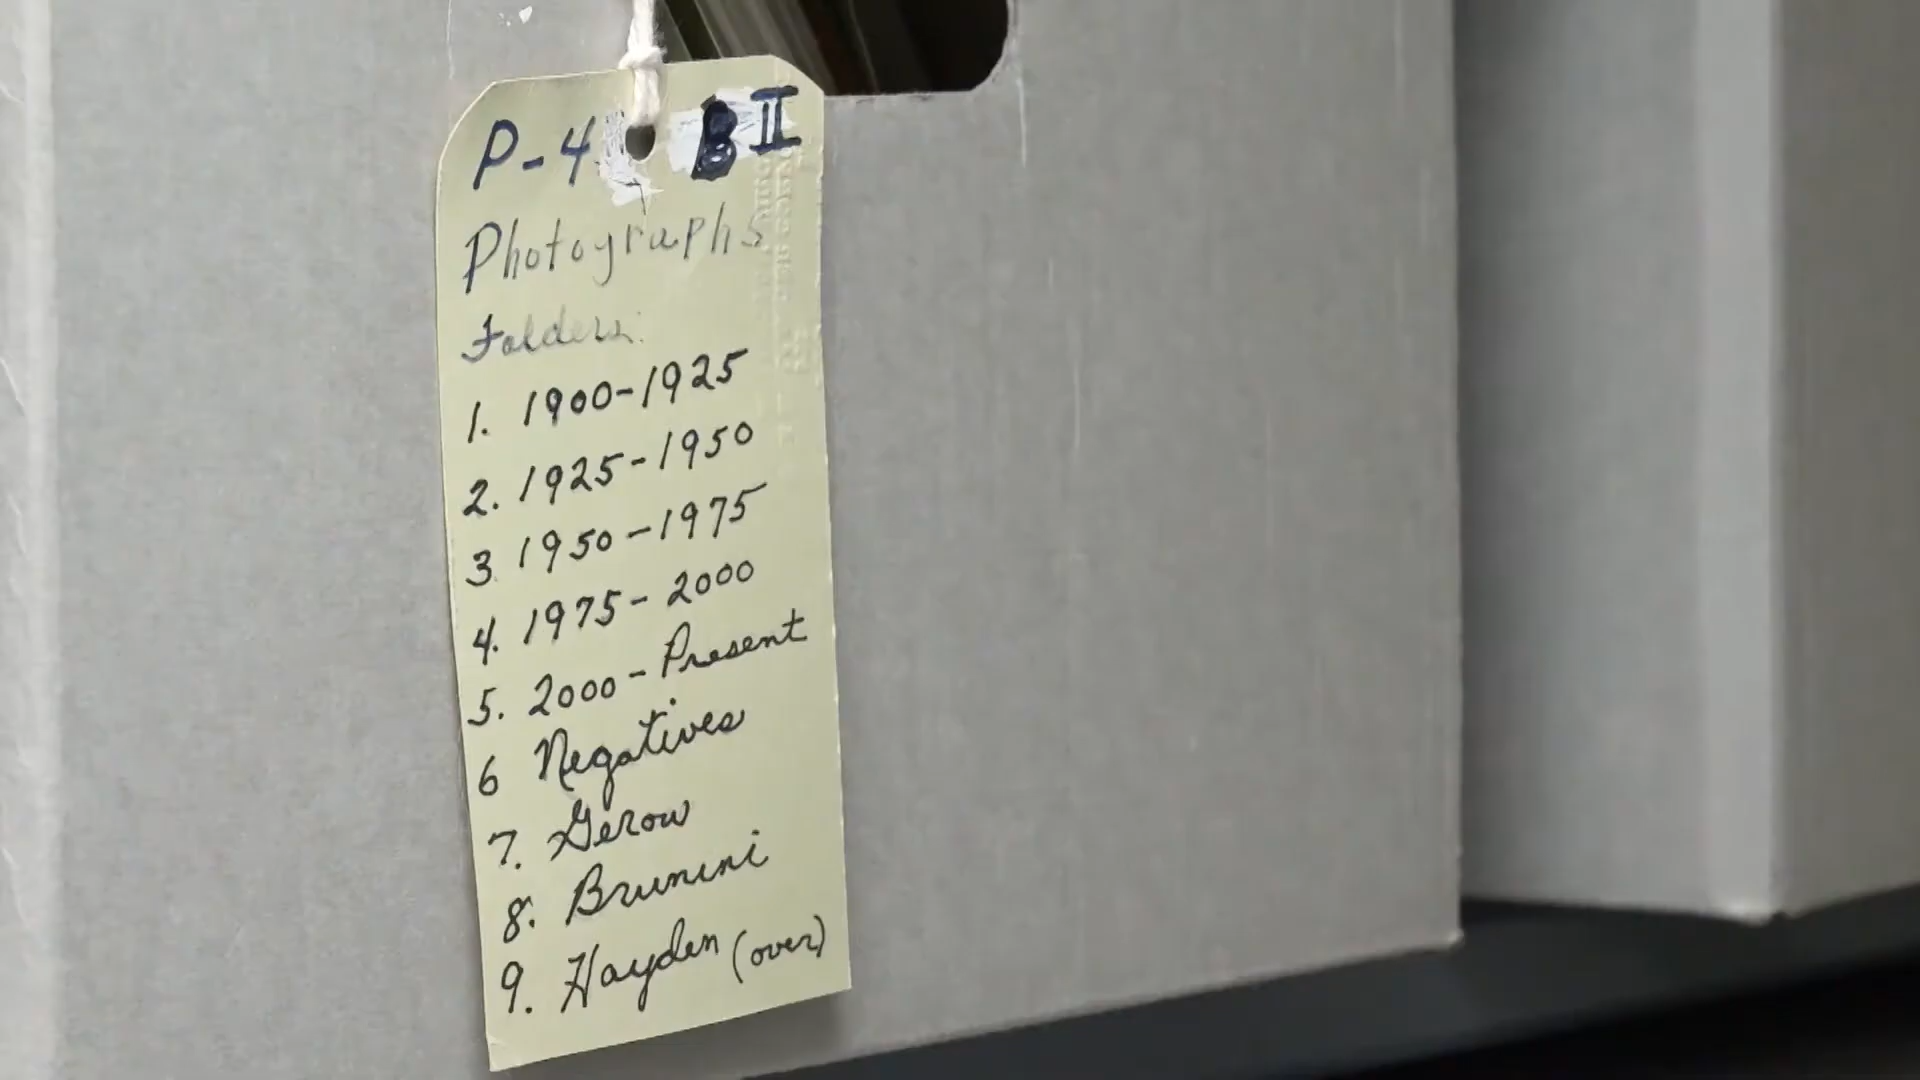 P-4 B II
Photographs
Folders:
1. 1900-1925
2. 1925-1950
3 1950-1975
4. 1975-2000
5. 2000-Present
6 Negatives
7. Gerow
8. Brunini
9. Hayden (over)